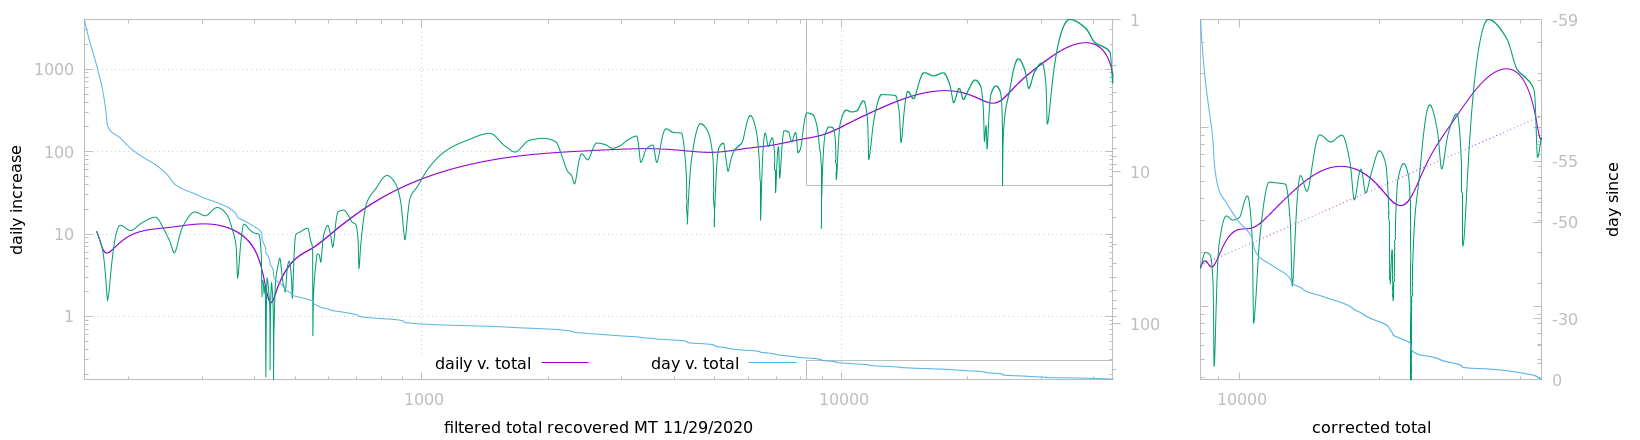 daily increase
1000
100
10
1
1
10
100
daily v. total
day v. total
1000
10000
filtered total recovered MT 11/29/2020
-59
-55
-50
-30
0
day since
10000
corrected total